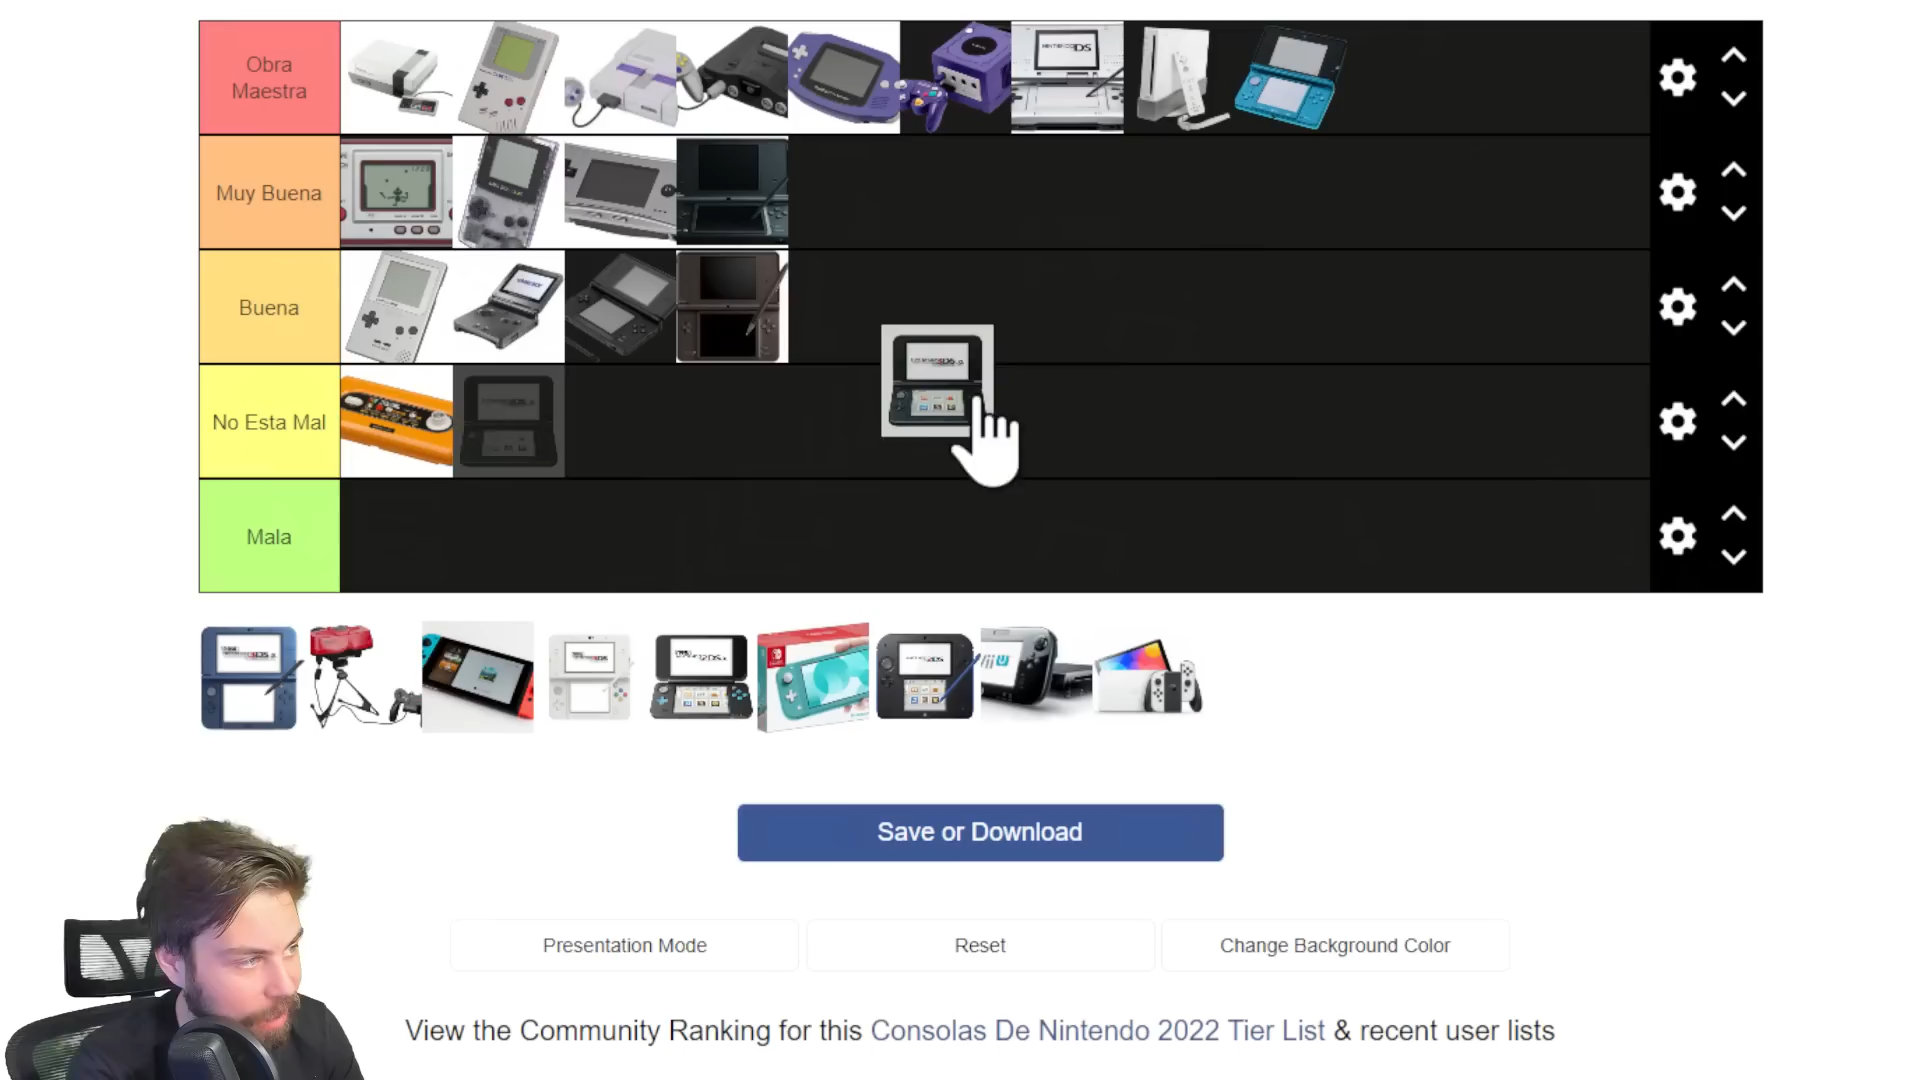 Obra
Maestra
NINTENDODS
Muy Buena
Buena
No Esta Mal
Mala
Save or Download
Presentation Mode
Reset
Change Background Color
View the Community Ranking for this Consolas De Nintendo 2022 Tier List & recent user lists